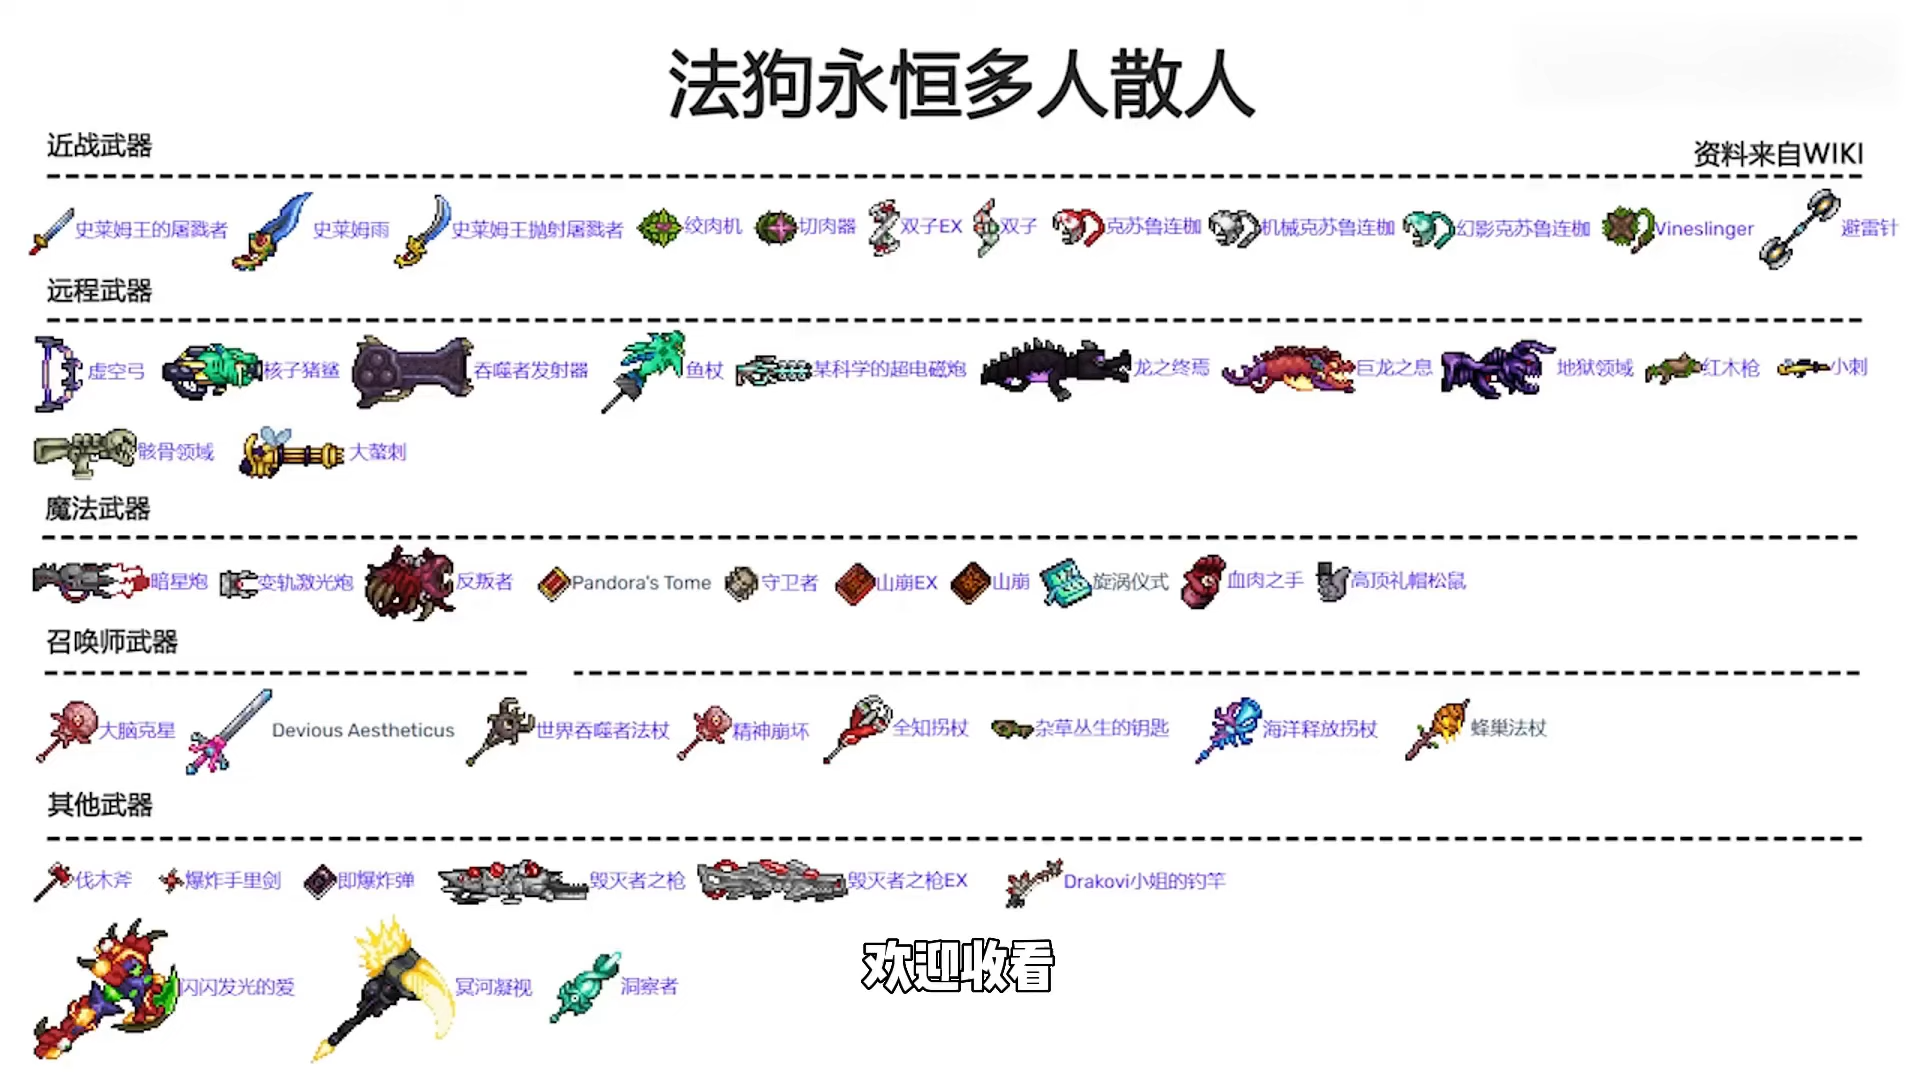 法狗永恒多人散人
近战武器
资料来自WIKI
史莱姆王的屠戮者 史莱姆雨 史莱姆王抛射屠戮者 绞肉机 切肉器 双子EX 双子 克苏鲁连枷 机械克苏鲁连枷 幻影克苏鲁连枷 Vineslinger 避雷针
远程武器
虚空弓 核子猪鲨 吞噬者发射器 鱼杖 某科学的超电磁炮 龙之终焉 巨龙之息 地狱领域 红木枪 小刺
骸骨领域 大螯刺
魔法武器
暗星炮 变轨激光炮 反叛者 Pandora's Tome 守卫者 山崩EX 山崩 旋涡仪式 血肉之手 高顶礼帽松鼠
召唤师武器
大脑克星 Devious Aestheticus 世界吞噬者法杖 精神崩坏 全知拐杖 杂草丛生的钥匙 海洋释放拐杖 蜂巢法杖
其他武器
伐木斧 爆炸手里剑 即爆炸弹 毁灭者之枪 毁灭者之枪EX Drakovi小姐的钓竿
闪闪发光的爱 冥河凝视 洞察者
欢迎收看